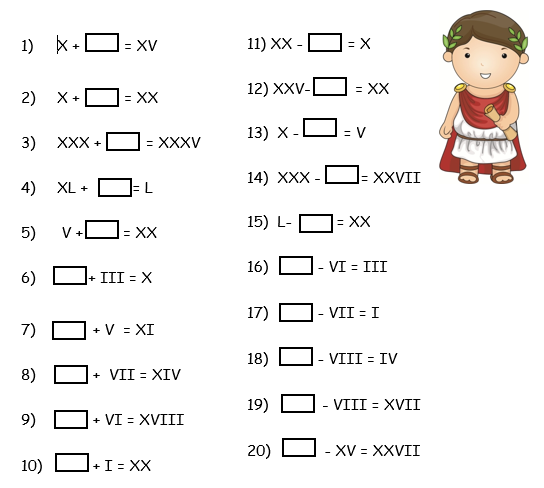 1) X + = XV
2) X + = XX
3) XXX + = XXXV
4) XL + = L
5) V + = XX
6) + III = X
7) + V = XI
8) + VII = XIV
9) + VI = XVIII
10) + I = XX
11) XX - = X
12) XXV- = XX
13) X - = V
14) XXX - = XXVII
15) L- = XX
16) - VI = III
17) - VII = I
18) - VIII = IV
19) - VIII = XVII
20) - XV = XXVII